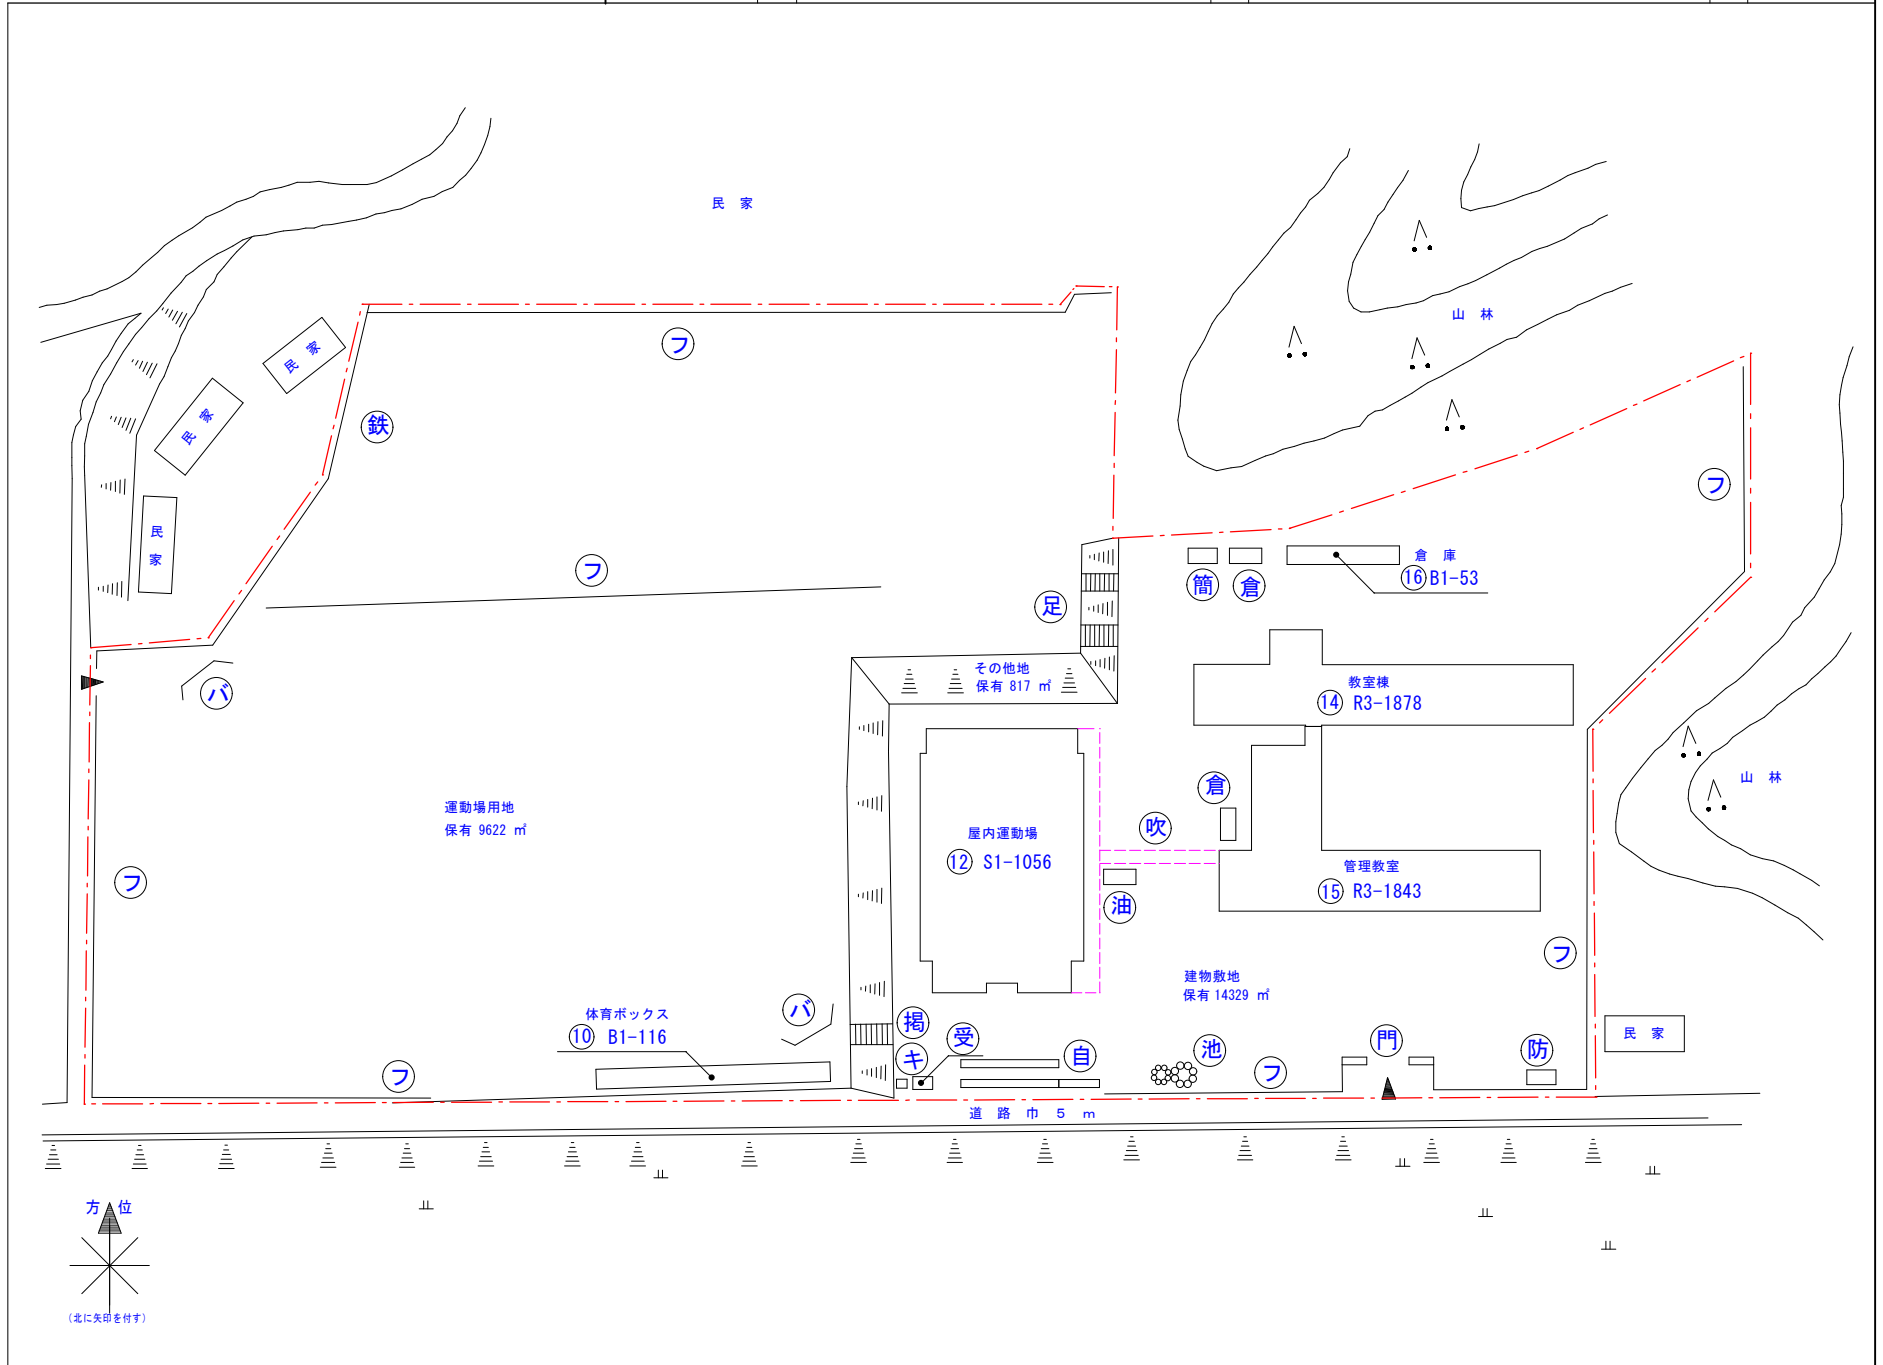 民 家
山 林
フ
民 家
鉄
民 家
フ
民
家
フ
倉 庫
⑯ B1-53
簡
倉
足
その他地
保有 817 ㎡
教室棟
⑭ R3-1878
バ
倉
山 林
運動場用地
保有 9622 ㎡
吹
屋内運動場
⑫ S1-1056
管理教室
⑮ R3-1843
フ
油
フ
建物敷地
保有 14329 ㎡
体育ボックス
⑩ B1-116
バ
掲
受
キ
自
池
門
防
民 家
フ
フ
道 路 巾 5 m
方 位
(北に矢印を付す)